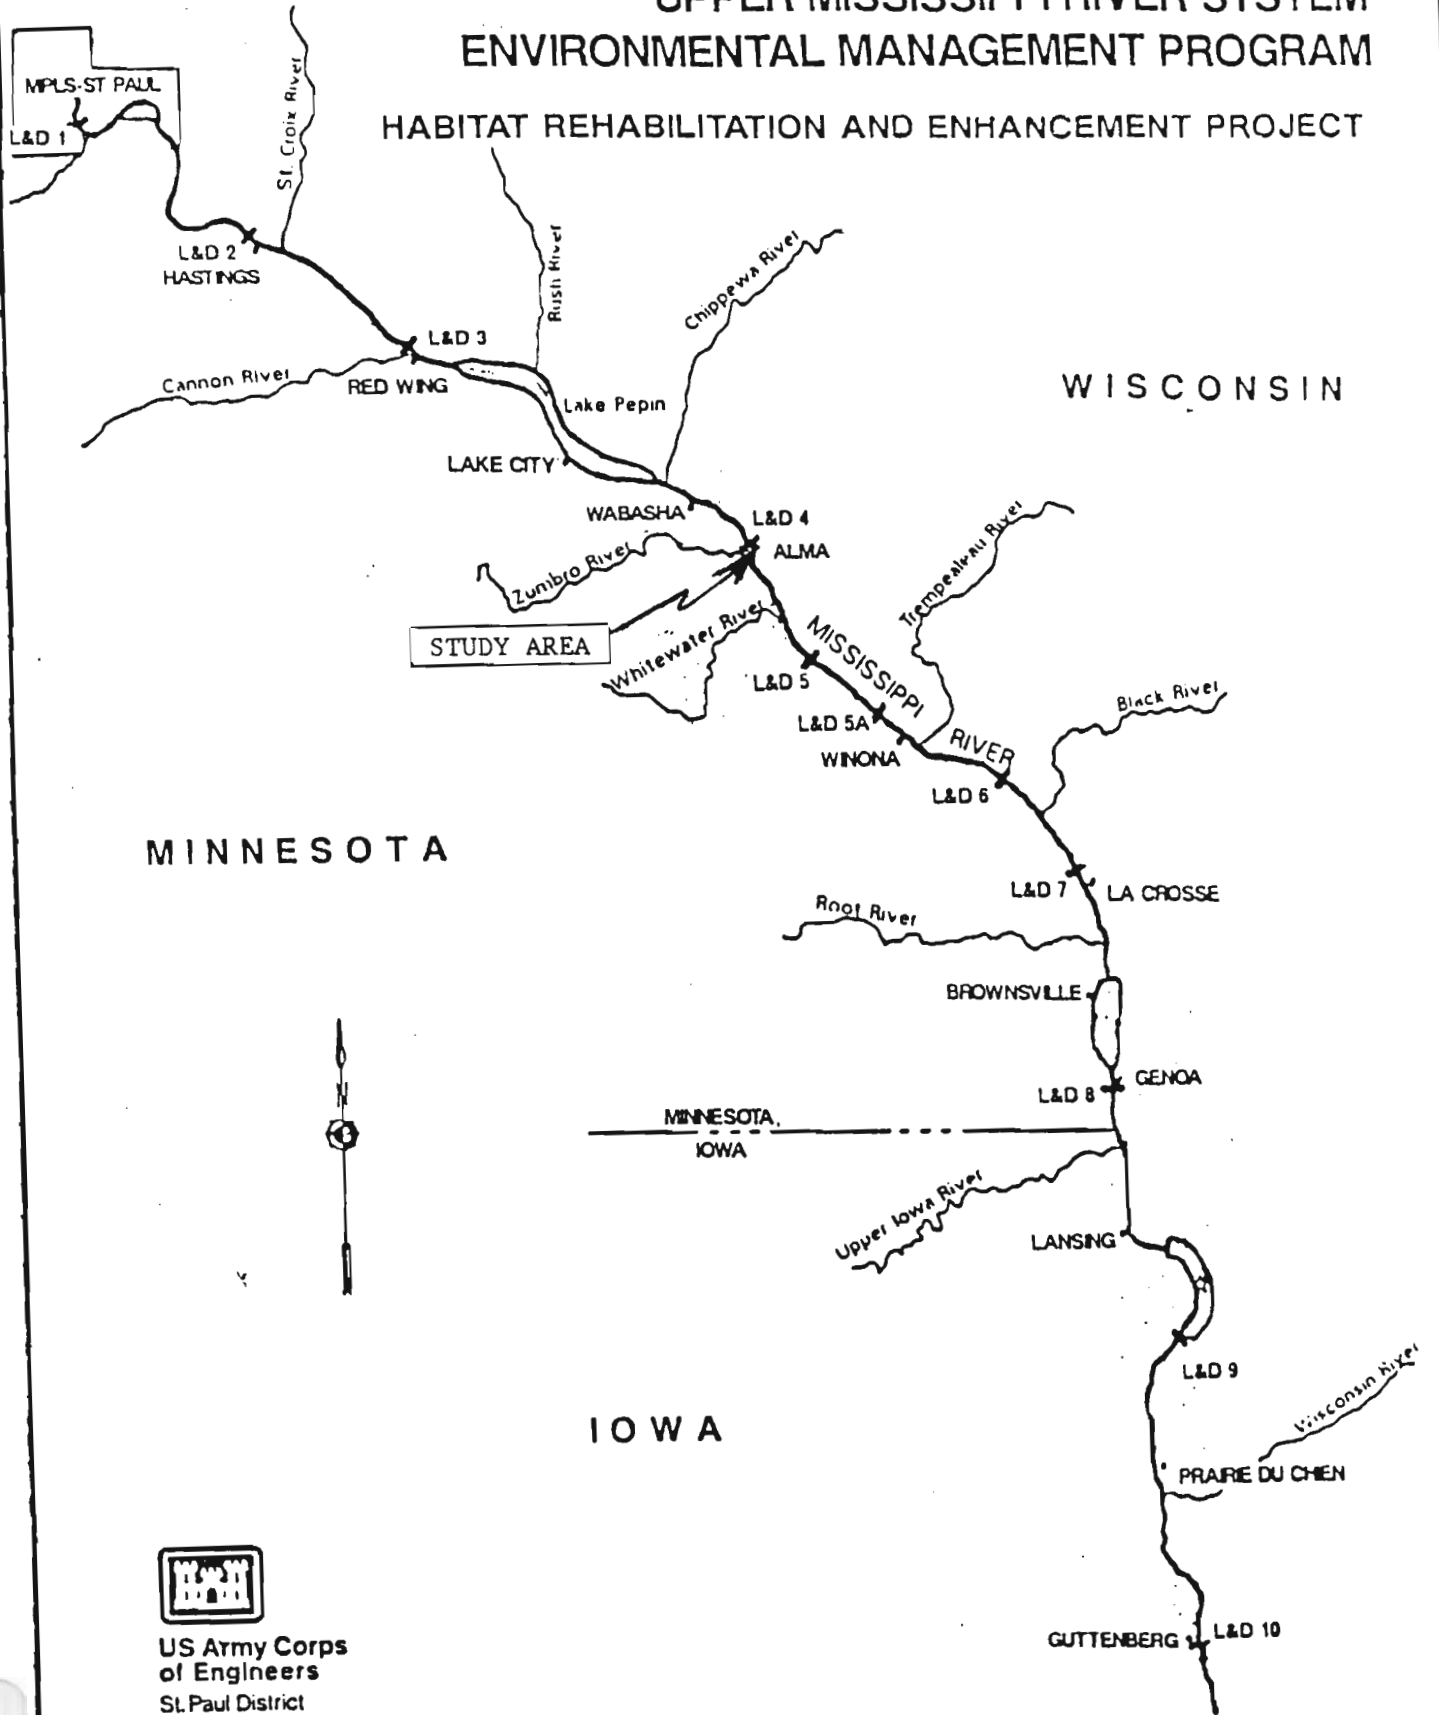 UPPER MISSISSIPPI RIVER SYSTEM
ENVIRONMENTAL MANAGEMENT PROGRAM
HABITAT REHABILITATION AND ENHANCEMENT PROJECT
MPLS-ST PAUL
L&D 1
St. Croix River
L&D 2
HASTINGS
Rush River
Chippewa River
L&D 3
Cannon River
RED WING
WISCONSIN
Lake Pepin
LAKE CITY
WABASHA
L&D 4
ALMA
Zumbro River
Trempealeau River
STUDY AREA
Whitewater River
MISSISSIPPI
RIVER
L&D 5
L&D 5A
WINONA
Black River
L&D 6
MINNESOTA
L&D 7
LA CROSSE
Root River
BROWNSVILLE
N
GENOA
L&D 8
MINNESOTA
IOWA
Upper Iowa River
LANSING
L&D 9
Wisconsin River
IOWA
PRAIRIE DU CHIEN
GUTTENBERG
L&D 10
US Army Corps
of Engineers
St. Paul District